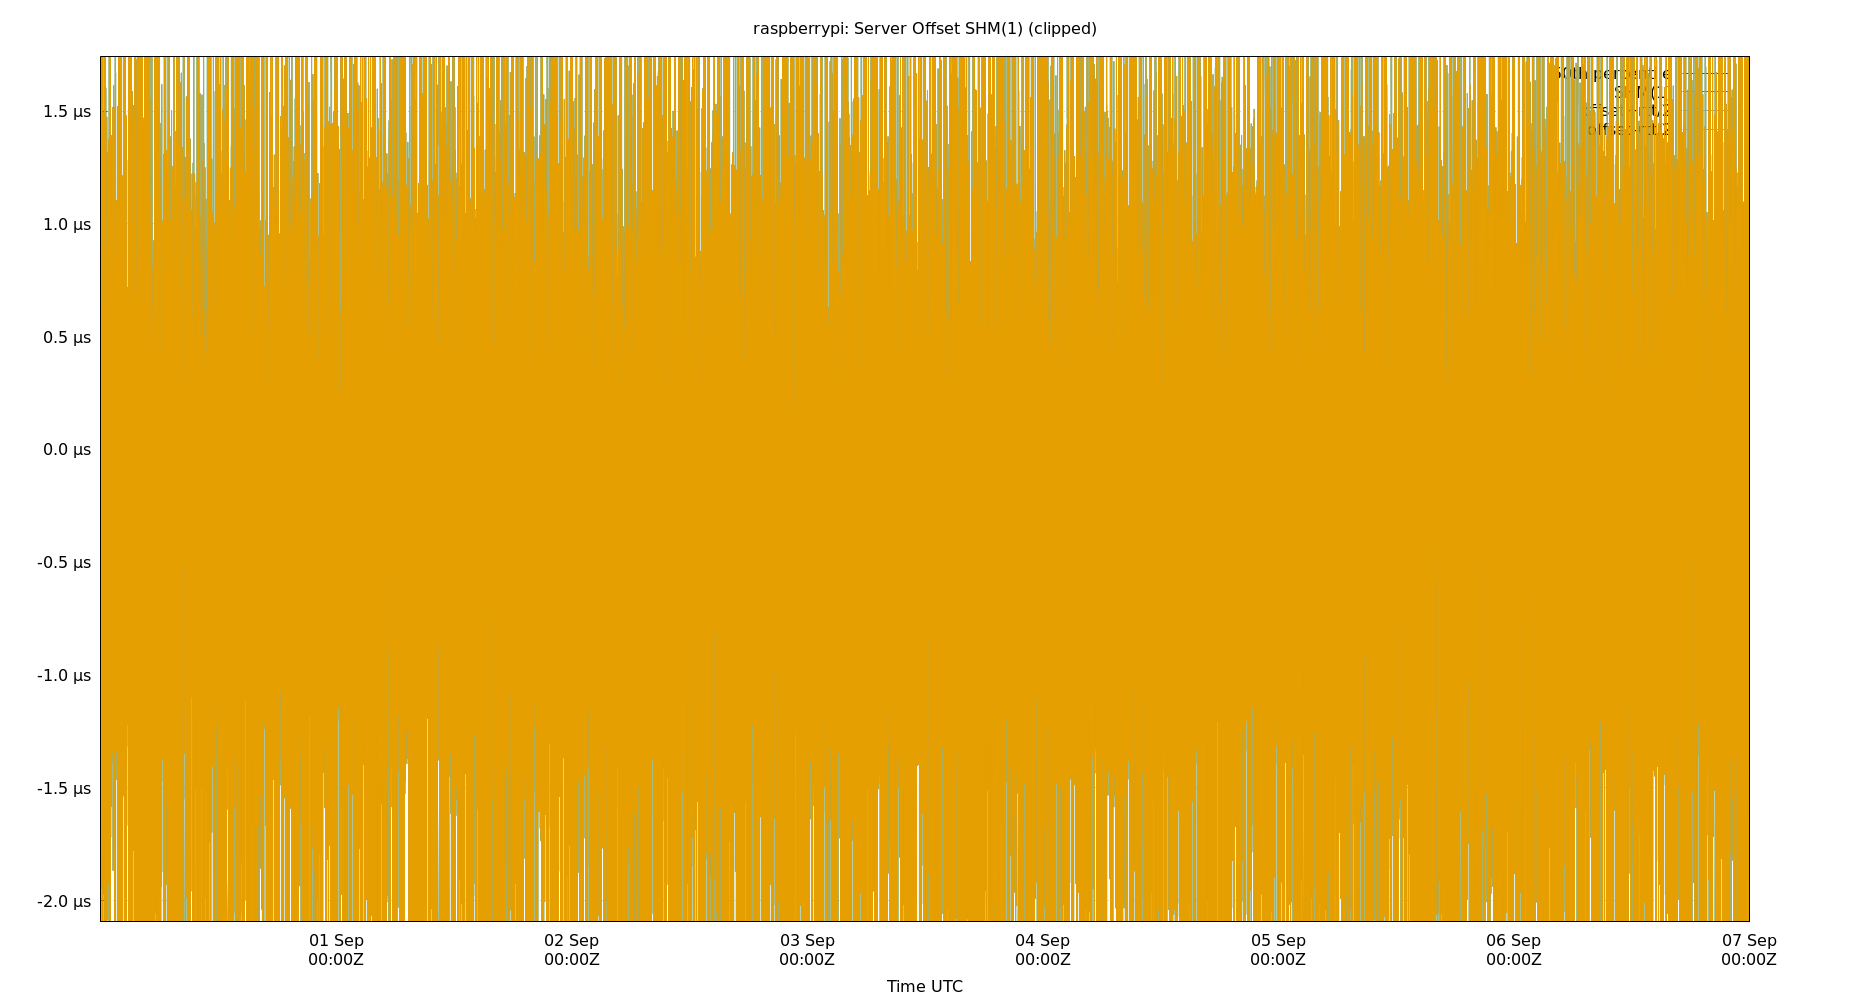 raspberrypi: Server Offset SHM(1) (clipped)
1.5 µs
1.0 µs
0.5 µs
0.0 µs
-0.5 µs
-1.0 µs
-1.5 µs
-2.0 µs
01 Sep 02 Sep 03 Sep 04 Sep 05 Sep 06 Sep 07 Sep
00:00Z 00:00Z 00:00Z 00:00Z 00:00Z 00:00Z 00:00Z
Time UTC